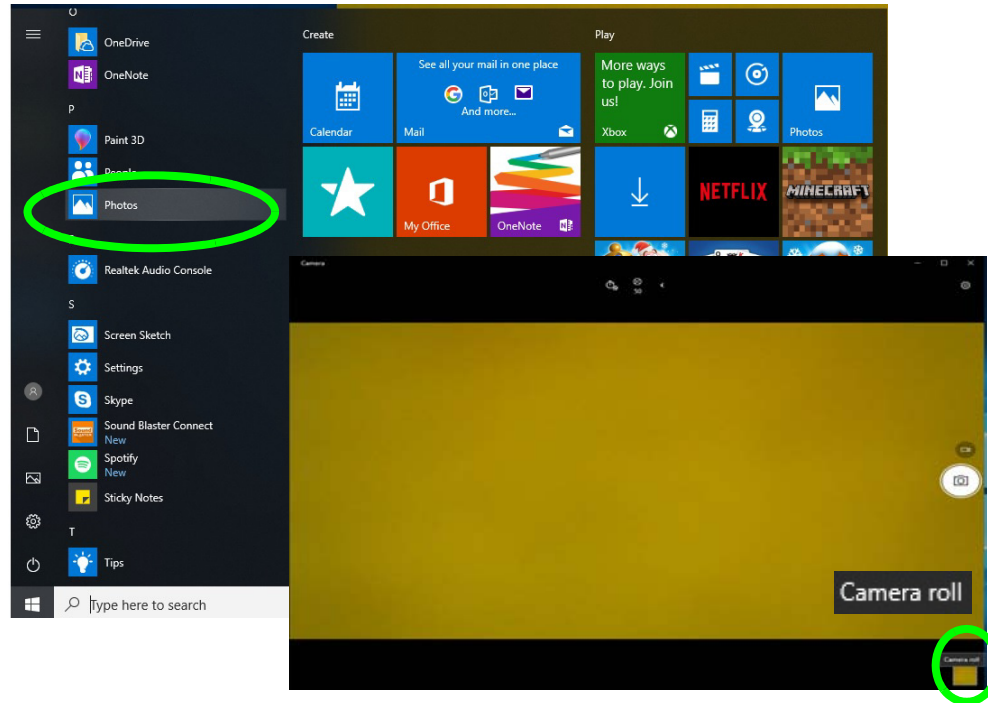 O
OneDrive
OneNote
P
Paint 3D
People
Photos
Realtek Audio Console
S
Screen Sketch
Settings
Skype
Sound Blaster Connect
New
Spotify
New
Sticky Notes
T
Tips
Type here to search
Create
Calendar
See all your mail in one place
And more...
Mail
My Office
OneNote
Play
More ways
to play. Join
us!
Xbox
Photos
NETFLIX
MINECRAFT
Camera
50
Camera roll
Camera roll